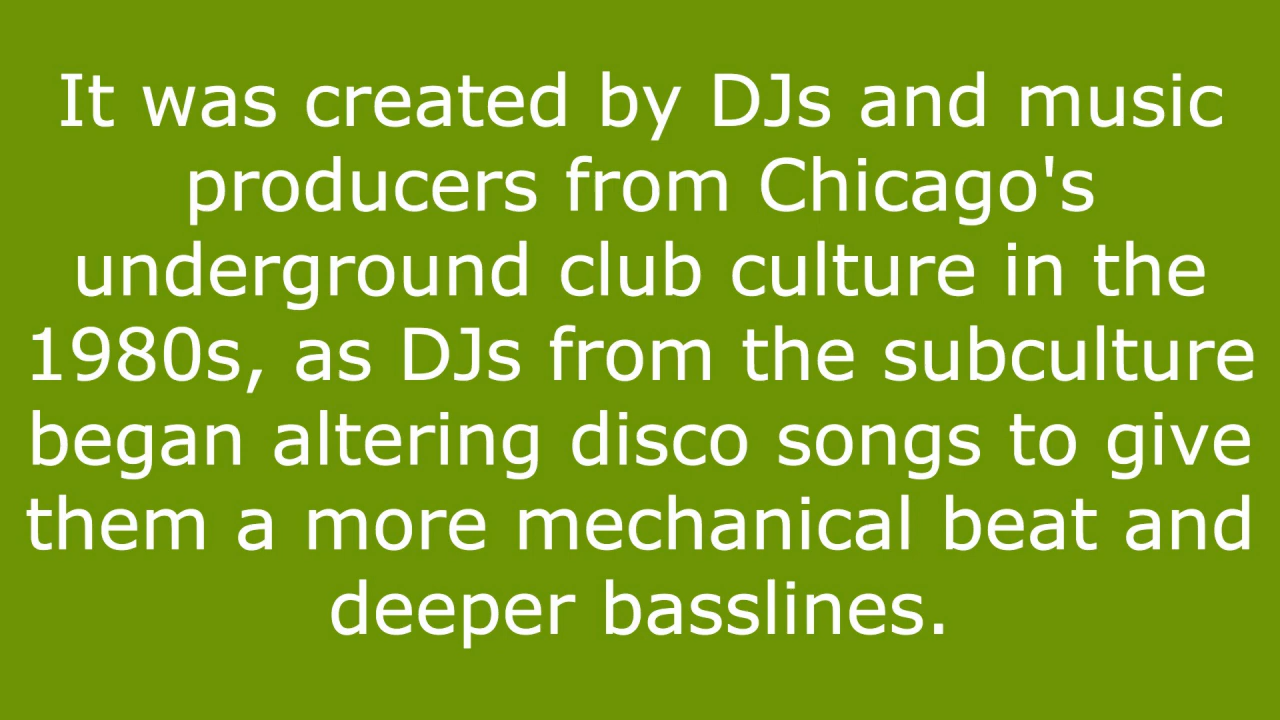 It was created by DJs and music
producers from Chicago's
underground club culture in the
1980s, as DJs from the subculture
began altering disco songs to give
them a more mechanical beat and
deeper basslines.